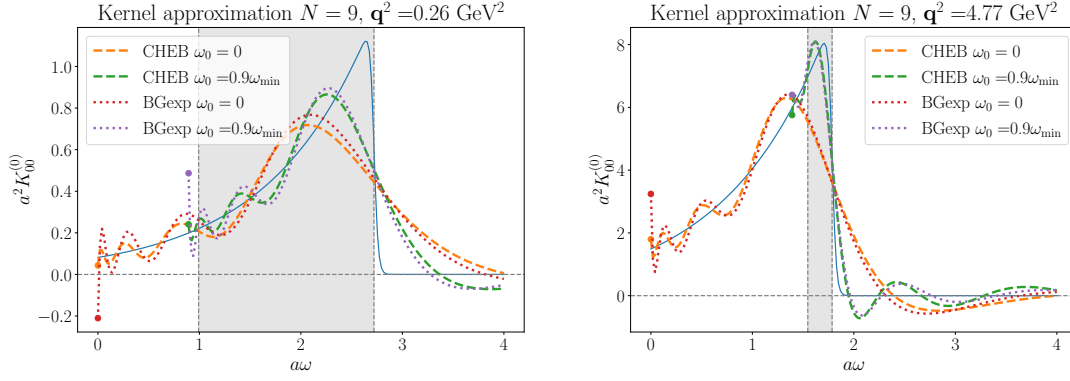 Kernel approximation N = 9, q² =0.26 GeV²
CHEB ω₀ = 0
CHEB ω₀ =0.9ω_min
BGexp ω₀ = 0
BGexp ω₀ =0.9ω_min
a²K₀₀⁽⁰⁾
1.0
0.8
0.6
0.4
0.2
0.0
−0.2
0
1
2
3
4
aω
Kernel approximation N = 9, q² =4.77 GeV²
CHEB ω₀ = 0
CHEB ω₀ =0.9ω_min
BGexp ω₀ = 0
BGexp ω₀ =0.9ω_min
a²K₀₀⁽⁰⁾
8
6
4
2
0
0
1
2
3
4
aω